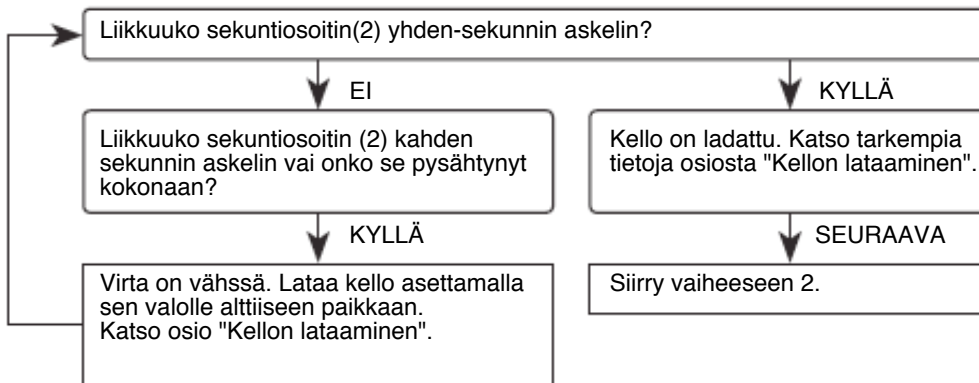 Liikkuuko sekuntiosoitin(2) yhden-sekunnin askelin?
EI
KYLLÄ
Liikkuuko sekuntiosoitin (2) kahden
sekunnin askelin vai onko se pysähtynyt
kokonaan?
Kello on ladattu. Katso tarkempia
tietoja osiosta "Kellon lataaminen".
KYLLÄ
SEURAAVA
Virta on vähssä. Lataa kello asettamalla
sen valolle alttiiseen paikkaan.
Katso osio "Kellon lataaminen".
Siirry vaiheeseen 2.